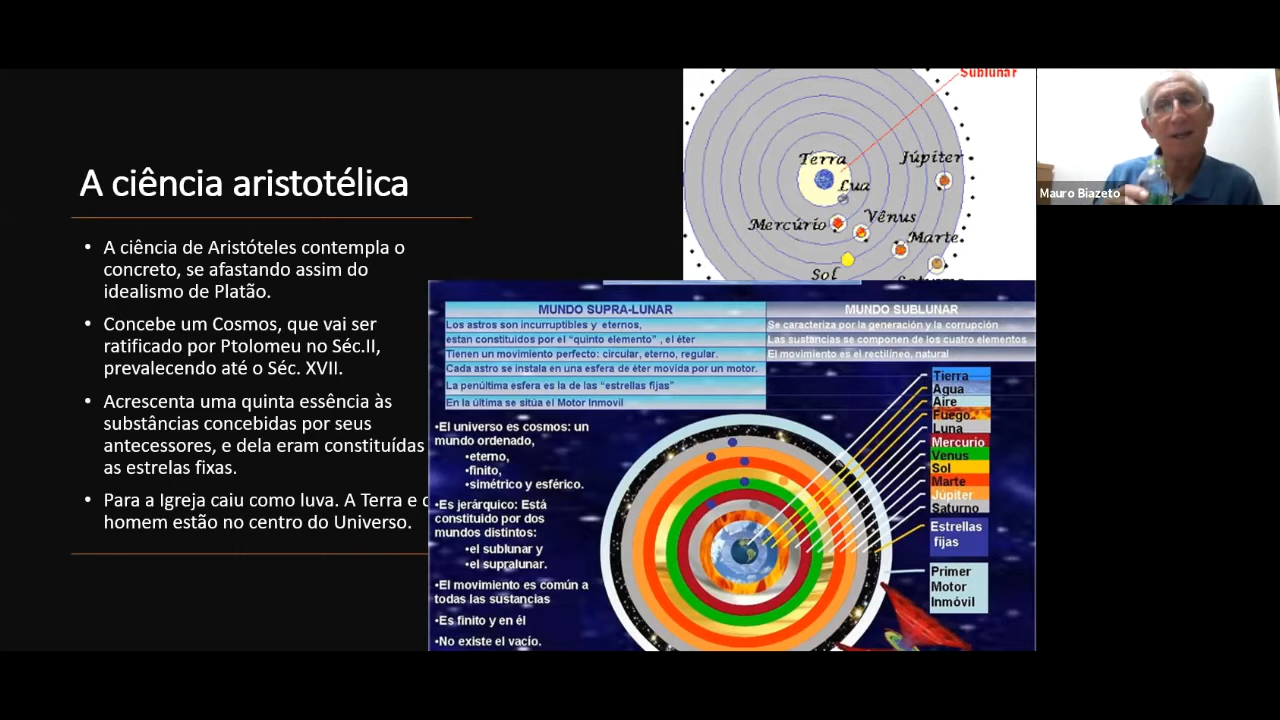 A ciência aristotélica
• A ciência de Aristóteles contempla o
concreto, se afastando assim do
idealismo de Platão.
• Concebe um Cosmos, que vai ser
ratificado por Ptolomeu no Séc.II,
prevalecendo até o Séc. XVII.
• Acrescenta uma quinta essência às
substâncias concebidas por seus
antecessores, e dela eram constituídas
as estrelas fixas.
• Para a Igreja caiu como luva. A Terra e
homem estão no centro do Universo.
Sublunar
Terra
Júpiter
Lua
Mercúrio
Vênus
Marte
Sol
Mauro Biazeto
MUNDO SUPRA-LUNAR
Los astros son incurruptibles y eternos,
estan constituidos por el "quinto elemento" , el éter
Tienen un movimiento perfecto: circular, eterno, regular.
Cada astro se instala en una esfera de éter movida por un motor.
La penúltima esfera es la de las "estrellas fijas"
En la última se sitúa el Motor Inmovil
MUNDO SUBLUNAR
Se caracteriza por la generación y la corrupción
Las sustancias se componen de los cuatro elementos
El movimiento es el rectilíneo, natural
•El universo es cosmos: un
mundo ordenado,
•eterno,
•finito,
•simétrico y esférico.
•Es jerárquico: Está
constituido por dos
mundos distintos:
•el sublunar y
•el supralunar.
•El movimiento es común a
todas las sustancias
•Es finito y en él
•No existe el vacío.
Tierra
Agua
Aire
Fuego.
Luna
Mercurio
Venus
Sol
Marte
Júpiter
Saturno
Estrellas
fijas
Primer
Motor
Inmóvil